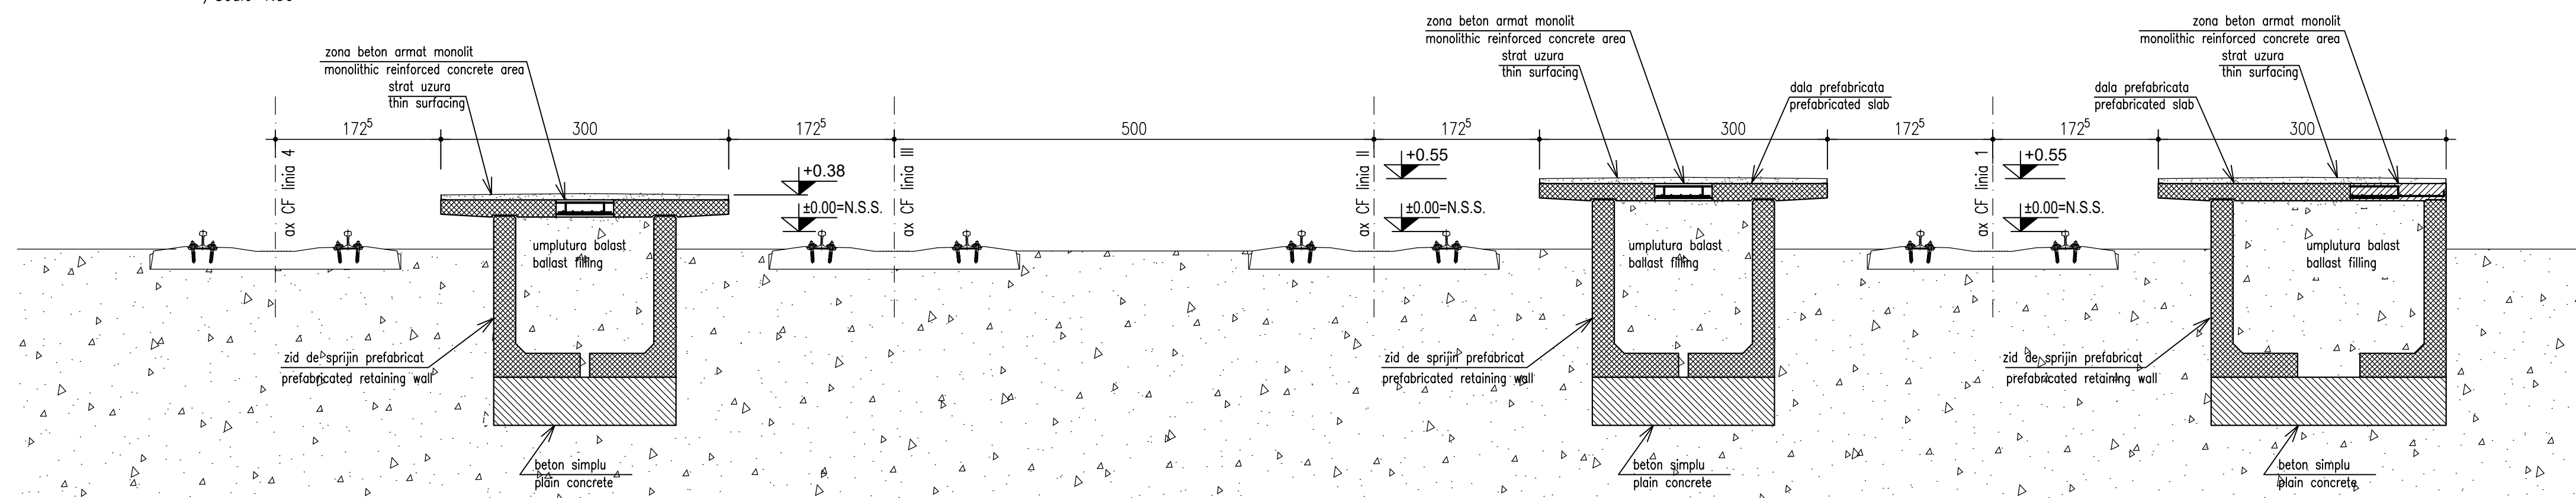 zona beton armat monolit
monolithic reinforced concrete area
strat uzura
thin surfacing
zona beton armat monolit
monolithic reinforced concrete area
strat uzura
thin surfacing
dala prefabricata
prefabricated slab
zona beton armat monolit
monolithic reinforced concrete area
strat uzura
thin surfacing
dala prefabricata
prefabricated slab
172⁵ 300 172⁵ 500 172⁵ 300 172⁵ 172⁵ 300
ax CF linia 4
ax CF linia III
ax CF linia II
ax CF linia 1
+0.38
±0.00=N.S.S.
+0.55
±0.00=N.S.S.
+0.55
±0.00=N.S.S.
umplutura balast
ballast filling
umplutura balast
ballast filling
umplutura balast
ballast filling
zid de sprijin prefabricat
prefabricated retaining wall
zid de sprijin prefabricat
prefabricated retaining wall
zid de sprijin prefabricat
prefabricated retaining wall
beton simplu
plain concrete
beton simplu
plain concrete
beton simplu
plain concrete